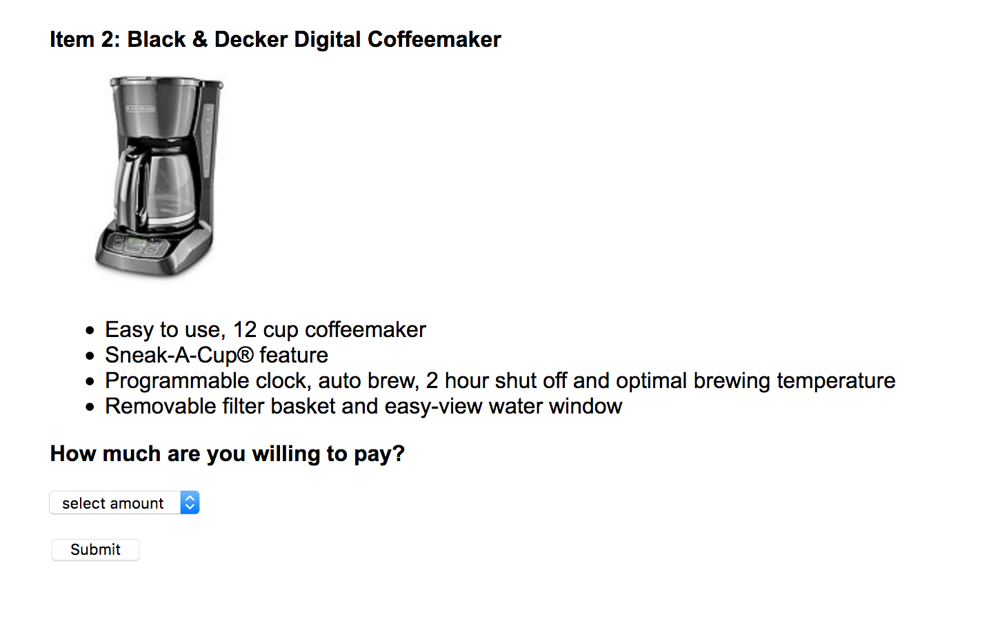 Item 2: Black & Decker Digital Coffeemaker
Easy to use, 12 cup coffeemaker
Sneak-A-Cup® feature
Programmable clock, auto brew, 2 hour shut off and optimal brewing temperature
Removable filter basket and easy-view water window
How much are you willing to pay?
select amount
Submit